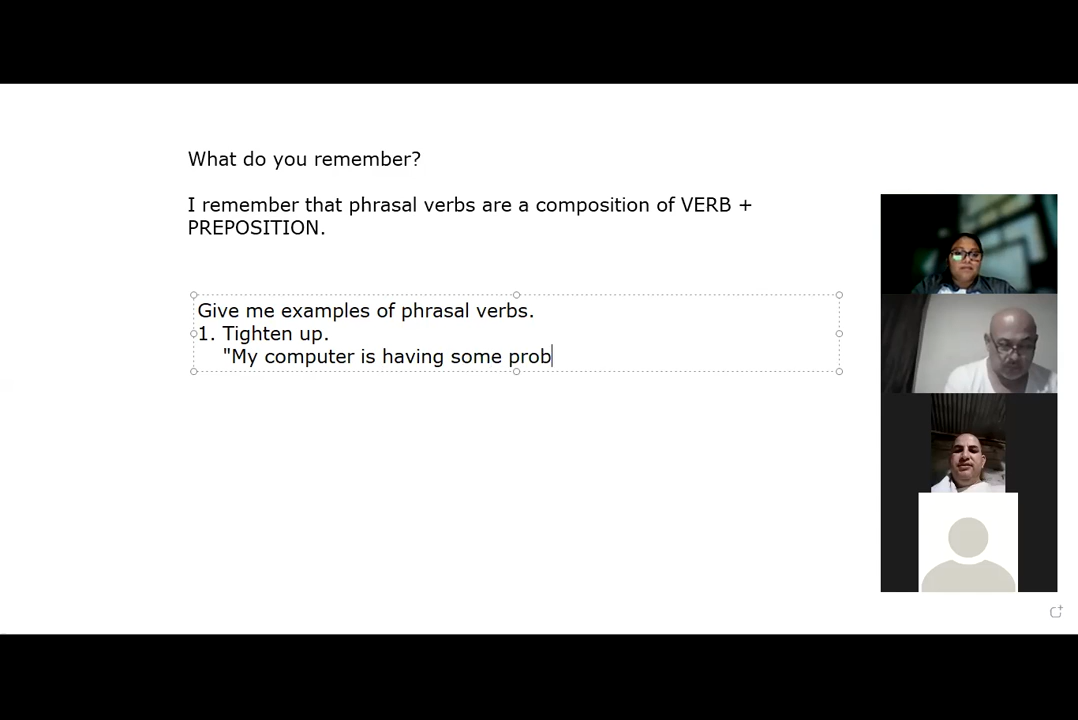 What do you remember?
I remember that phrasal verbs are a composition of VERB +
PREPOSITION.
Give me examples of phrasal verbs.
1. Tighten up.
"My computer is having some prob